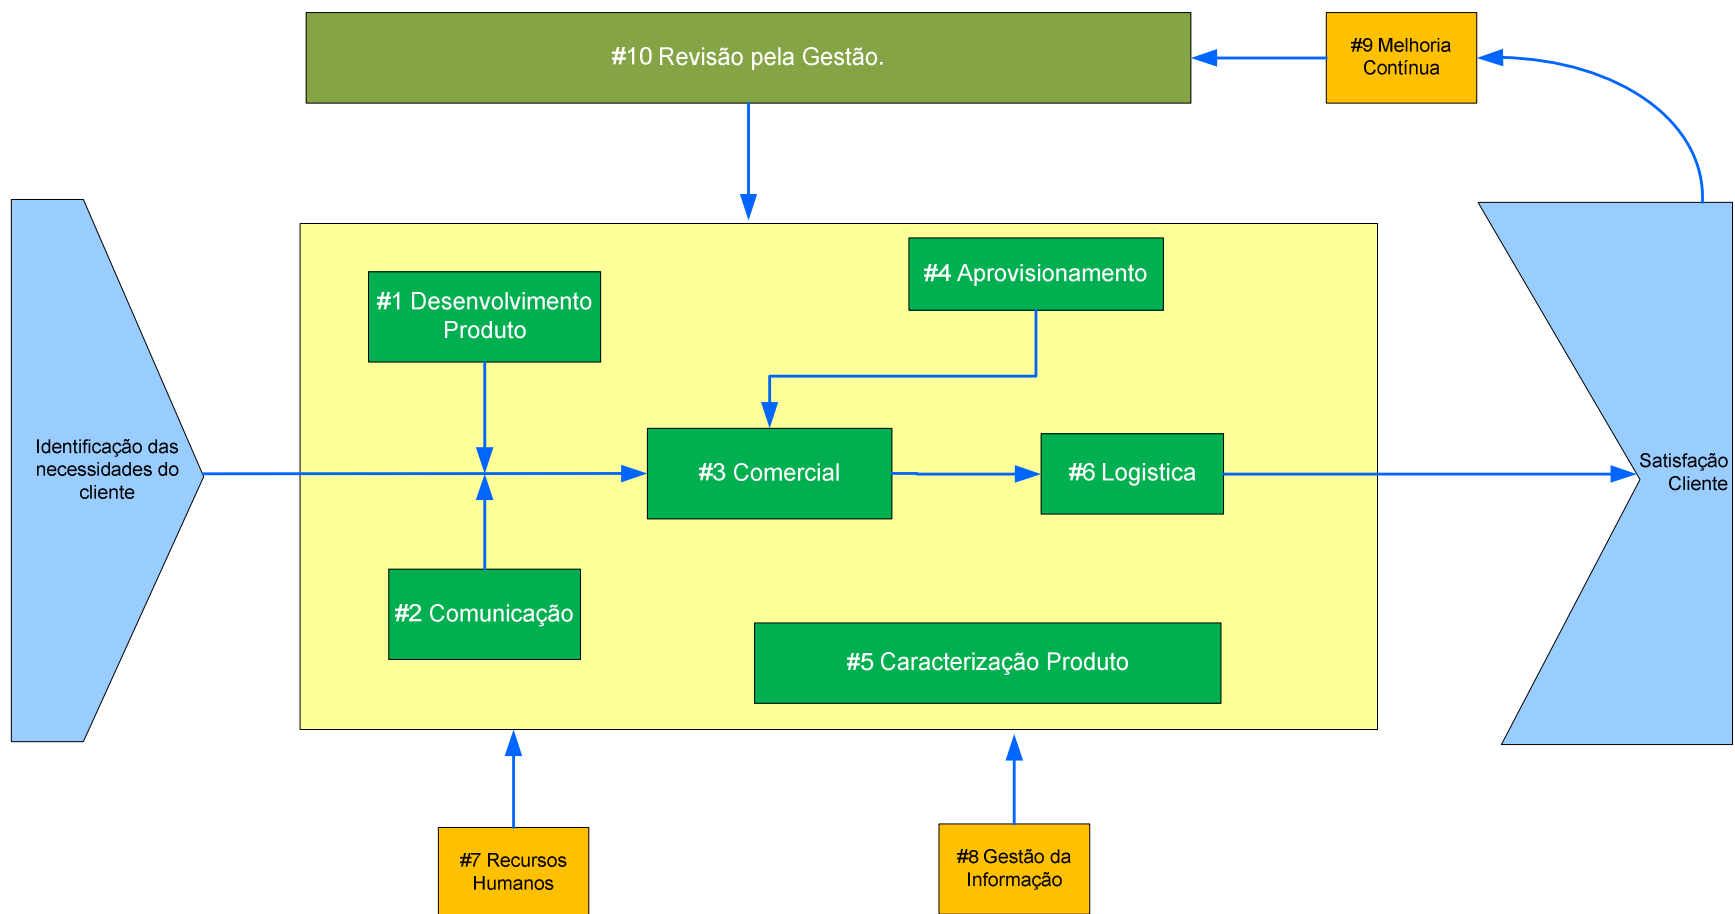 #10 Revisão pela Gestão.
#9 Melhoria
Contínua
#4 Aprovisionamento
#1 Desenvolvimento
Produto
Identificação das
necessidades do
cliente
#3 Comercial
#6 Logistica
Satisfação
Cliente
#2 Comunicação
#5 Caracterização Produto
#7 Recursos
Humanos
#8 Gestão da
Informação